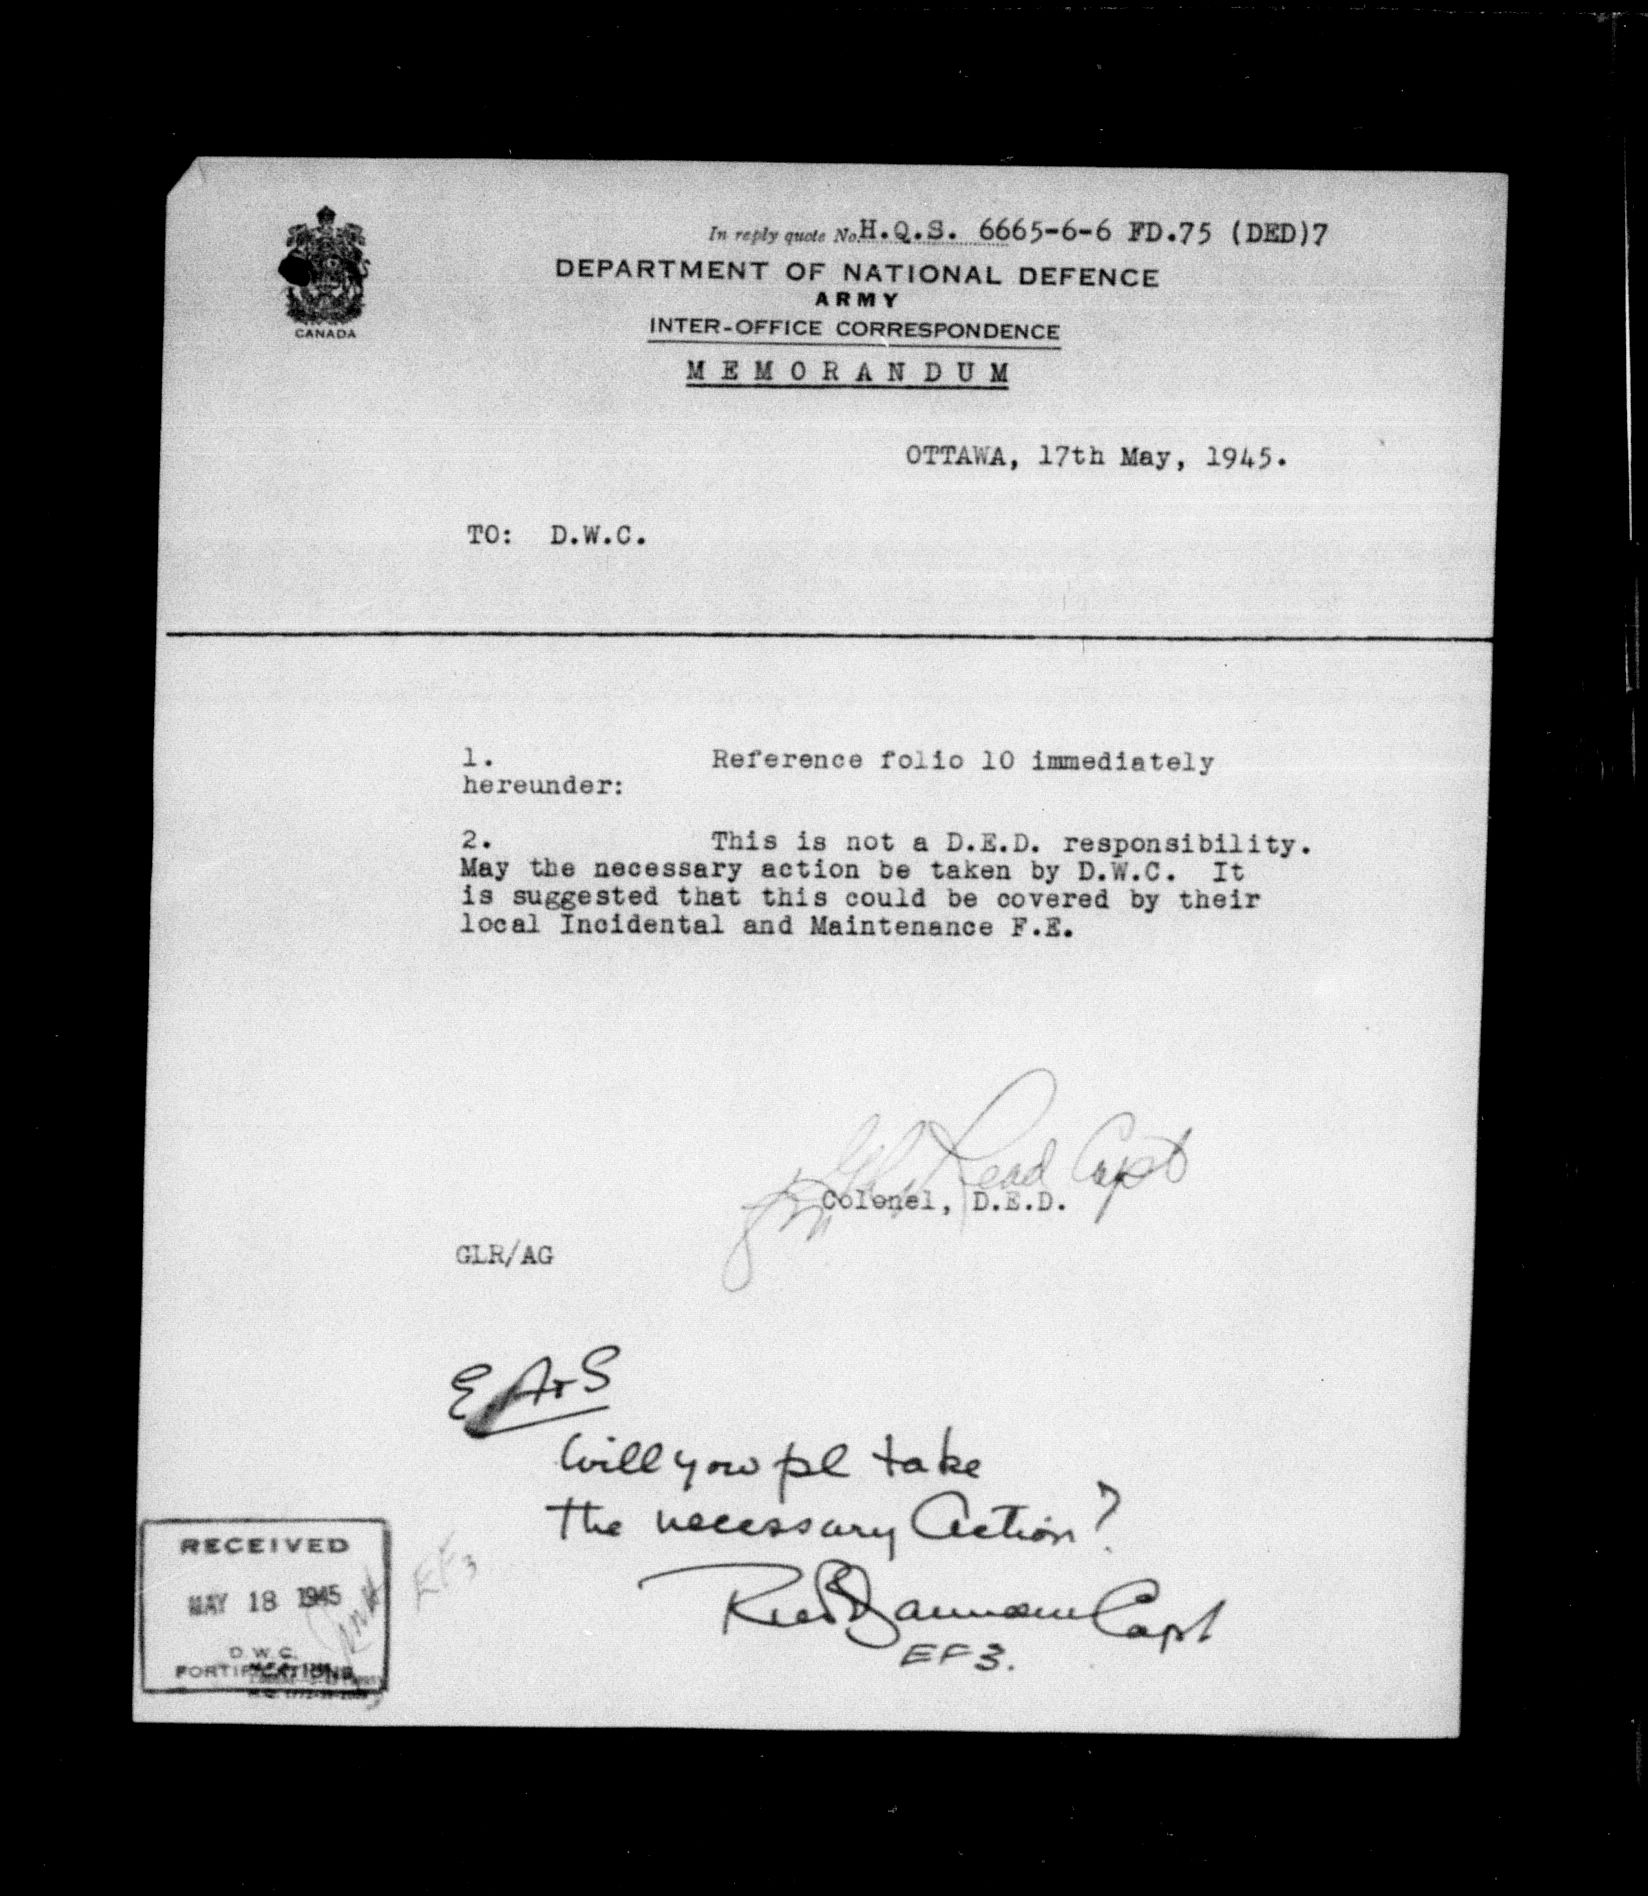 In reply quote No. H.Q.S. 6665-6-6 FD.75 (DED)7
DEPARTMENT OF NATIONAL DEFENCE
ARMY
INTER-OFFICE CORRESPONDENCE
MEMORANDUM
CANADA
OTTAWA, 17th May, 1945.
TO: D.W.C.
1. Reference folio 10 immediately
hereunder:
2. This is not a D.E.D. responsibility.
May the necessary action be taken by D.W.C. It
is suggested that this could be covered by their
local Incidental and Maintenance F.E.
Read Capt
Colonel, D.E.D.
GLR/AG
E A+S
Will you pl take
the necessary Action?
Capt
EF3.
RECEIVED
MAY 18 1945
D.W.C.
FORTIFICATIONS
EF3